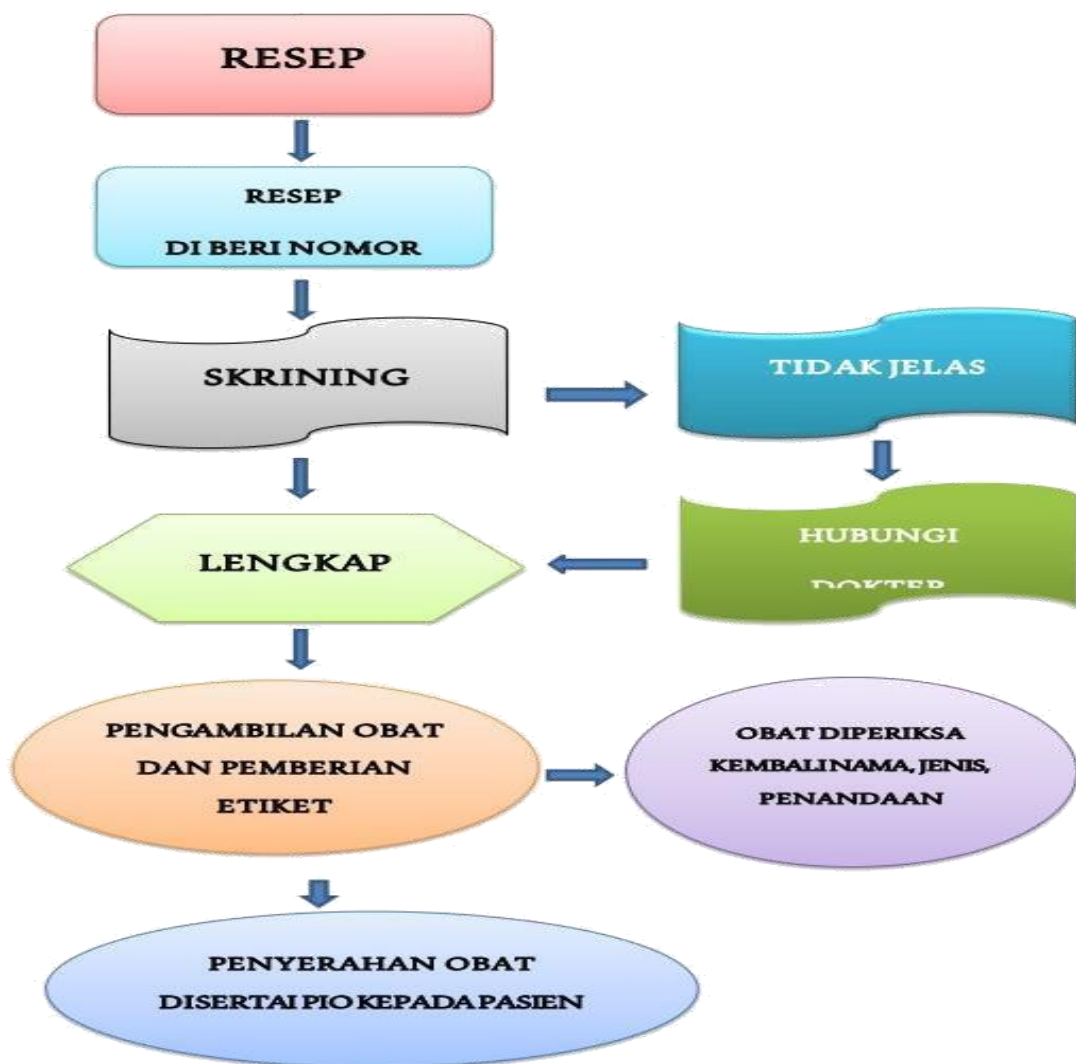 RESEP
RESEP
DI BERI NOMOR
SKRINING
TIDAK JELAS
HUBUNGI
DOKTER
LENGKAP
PENGAMBILAN OBAT
DAN PEMBERIAN
ETIKET
OBAT DIPERIKSA
KEMBALI NAMA, JENIS,
PENANDAAN
PENYERAHAN OBAT
DISERTAI PIO KEPADA PASIEN